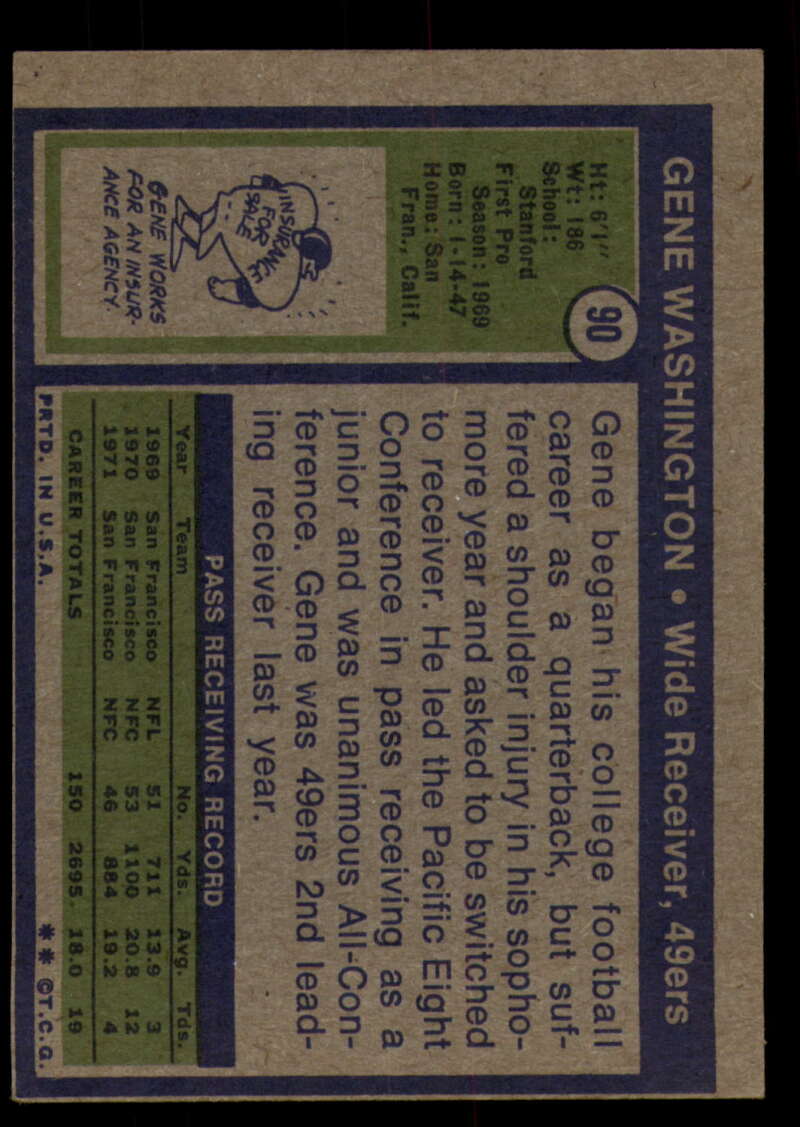 GENE WASHINGTON • Wide Receiver, 49ers
90
Ht: 6'1"
Wt: 186
School:
Stanford
First Pro
Season: 1969
Born: 1-14-47
Home: San
Fran., Calif.
INSURANCE
FOR
SALE
GENE WORKS
FOR AN INSUR-
ANCE AGENCY.
Gene began his college football
career as a quarterback, but suf-
fered a shoulder injury in his sopho-
more year and asked to be switched
to receiver. He led the Pacific Eight
Conference in pass receiving as a
junior and was unanimous All-Con-
ference. Gene was 49ers 2nd lead-
ing receiver last year.
PASS RECEIVING RECORD
Year Team No. Yds. Avg. Tds.
1969 San Francisco NFL 51 711 13.9 3
1970 San Francisco NFC 53 1100 20.8 12
1971 San Francisco NFC 46 884 19.2 4
CAREER TOTALS 150 2695 18.0 19
PRTD. IN U.S.A. ** ©T.C.G.